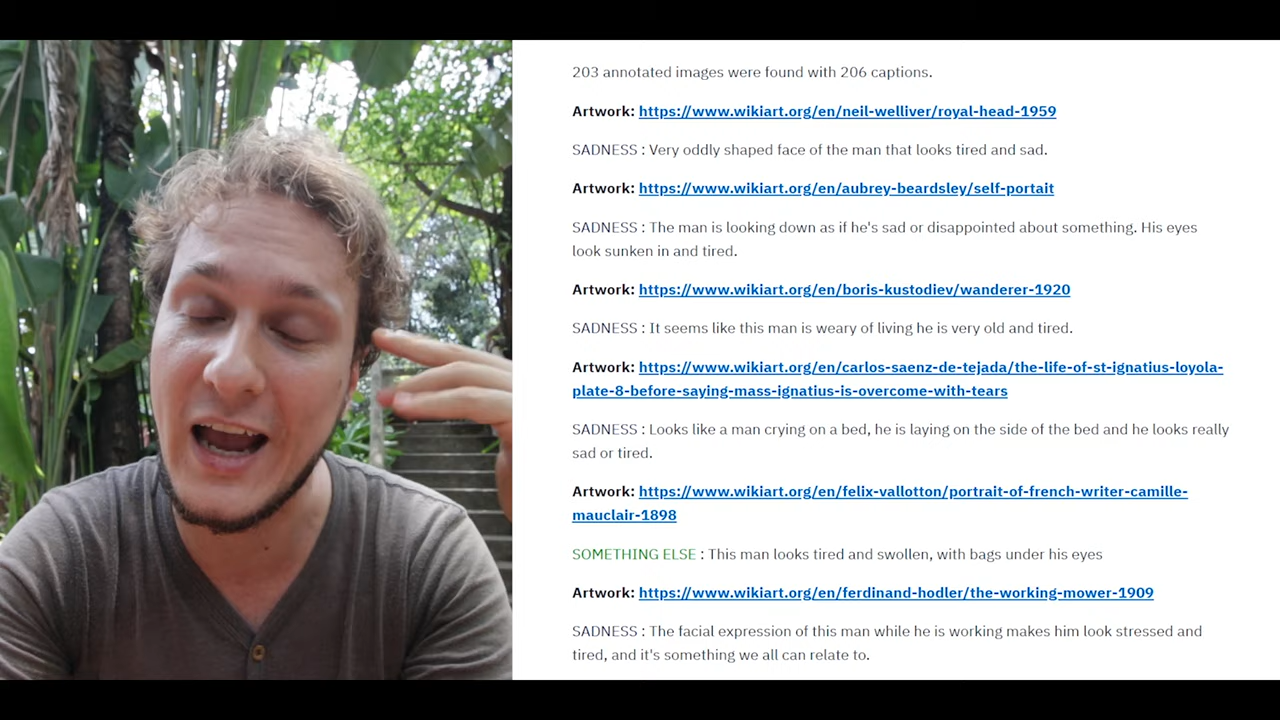 203 annotated images were found with 206 captions.
Artwork: https://www.wikiart.org/en/neil-welliver/royal-head-1959
SADNESS : Very oddly shaped face of the man that looks tired and sad.
Artwork: https://www.wikiart.org/en/aubrey-beardsley/self-portait
SADNESS : The man is looking down as if he's sad or disappointed about something. His eyes
look sunken in and tired.
Artwork: https://www.wikiart.org/en/boris-kustodiev/wanderer-1920
SADNESS : It seems like this man is weary of living he is very old and tired.
Artwork: https://www.wikiart.org/en/carlos-saenz-de-tejada/the-life-of-st-ignatius-loyola-
plate-8-before-saying-mass-ignatius-is-overcome-with-tears
SADNESS : Looks like a man crying on a bed, he is laying on the side of the bed and he looks really
sad or tired.
Artwork: https://www.wikiart.org/en/felix-vallotton/portrait-of-french-writer-camille-
mauclair-1898
SOMETHING ELSE : This man looks tired and swollen, with bags under his eyes
Artwork: https://www.wikiart.org/en/ferdinand-hodler/the-working-mower-1909
SADNESS : The facial expression of this man while he is working makes him look stressed and
tired, and it's something we all can relate to.